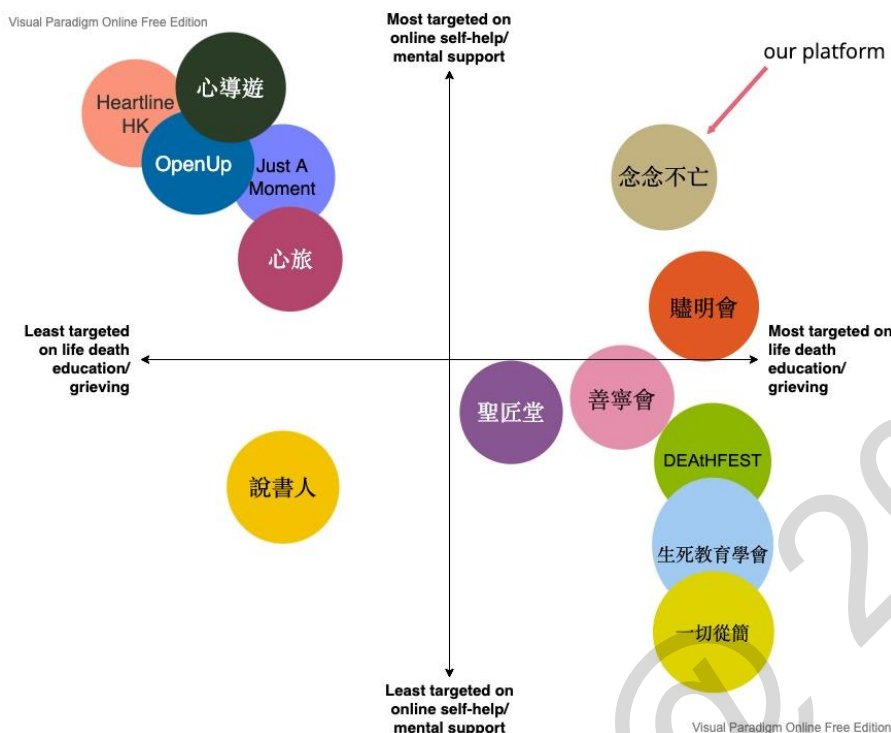 Visual Paradigm Online Free Edition
Most targeted on
online self-help/
mental support
our platform
心導遊
Heartline
HK
OpenUp
Just A
Moment
念念不亡
心旅
贐明會
Least targeted
on life death
education/
grieving
Most targeted on
life death
education/
grieving
聖匠堂
善寧會
DEAtHFEST
說書人
生死教育學會
一切從簡
Least targeted on
online self-help/
mental support
Visual Paradigm Online Free Edition